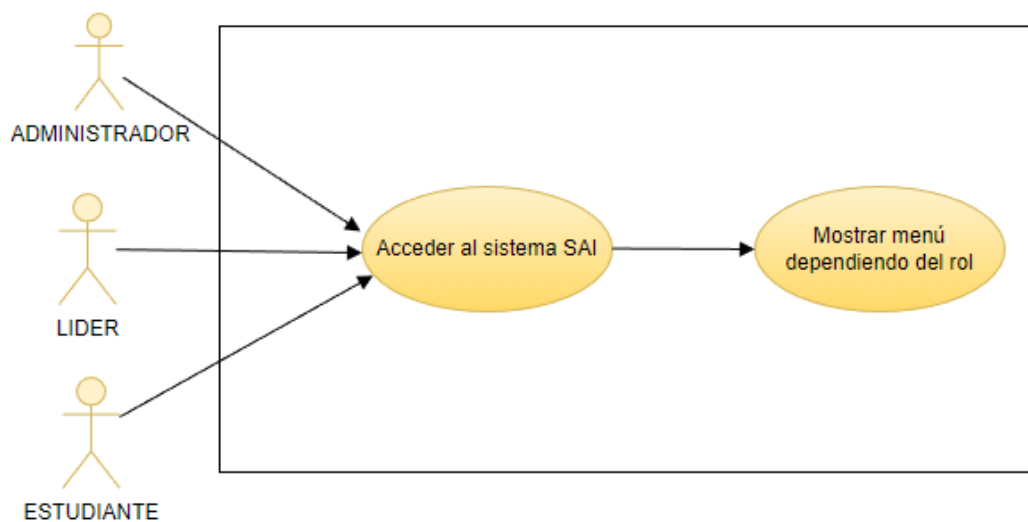 ADMINISTRADOR
LIDER
ESTUDIANTE
Acceder al sistema SAI
Mostrar menú
dependiendo del rol